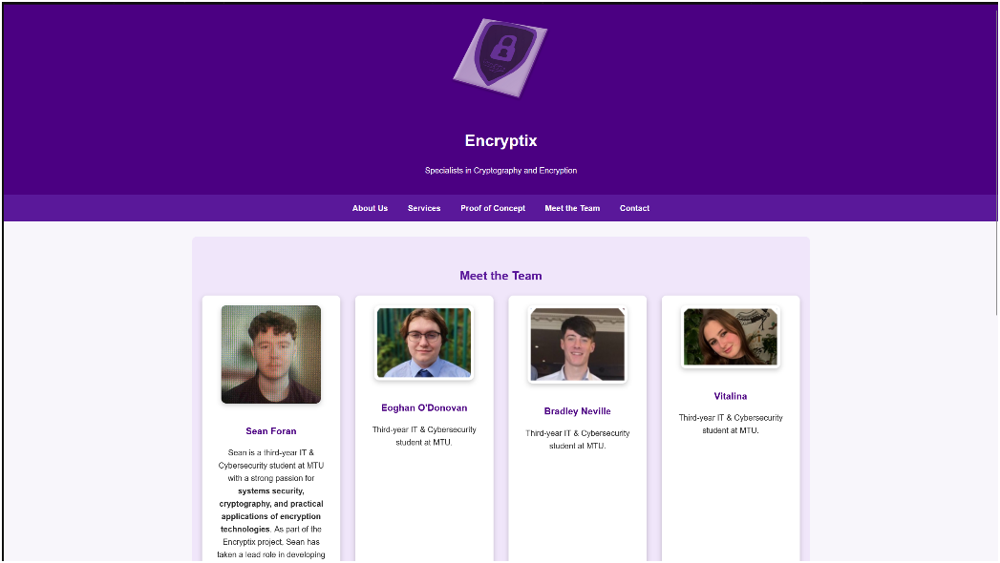 Encryptix
Specialists in Cryptography and Encryption
About Us Services Proof of Concept Meet the Team Contact
Meet the Team
Sean Foran
Sean is a third-year IT &
Cybersecurity student at MTU
with a strong passion for
systems security,
cryptography, and practical
applications of encryption
technologies. As part of the
Encryptix project, Sean has
taken a lead role in developing
Eoghan O'Donovan
Third-year IT & Cybersecurity
student at MTU.
Bradley Neville
Third-year IT & Cybersecurity
student at MTU.
Vitalina
Third-year IT & Cybersecurity
student at MTU.